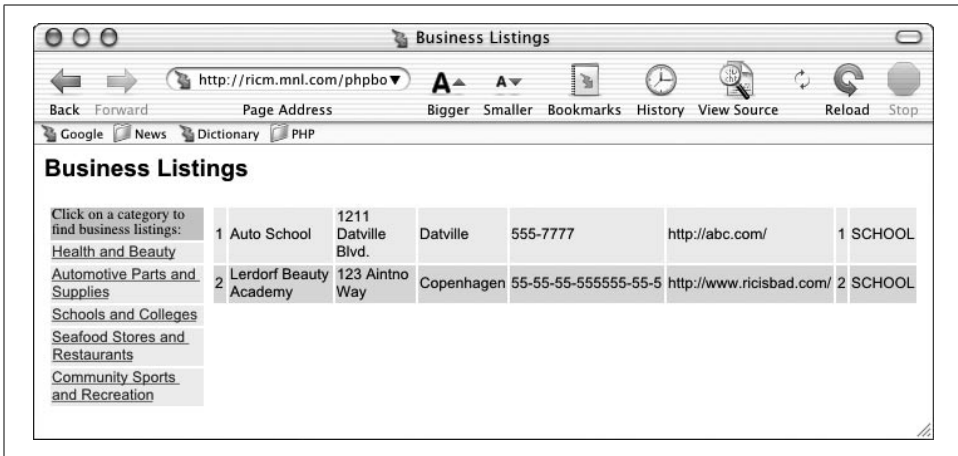 Business Listings
http://ricm.mnl.com/phpbo
A A
Back Forward Page Address Bigger Smaller Bookmarks History View Source Reload Stop
Google News Dictionary PHP
Business Listings
Click on a category to
find business listings:
Health and Beauty
Automotive Parts and
Supplies
Schools and Colleges
Seafood Stores and
Restaurants
Community Sports
and Recreation
1 Auto School 1211 Datville Blvd. Datville 555-7777 http://abc.com/ 1 SCHOOL
2 Lerdorf Beauty Academy 123 Aintno Way Copenhagen 55-55-55-555555-55-5 http://www.ricisbad.com/ 2 SCHOOL